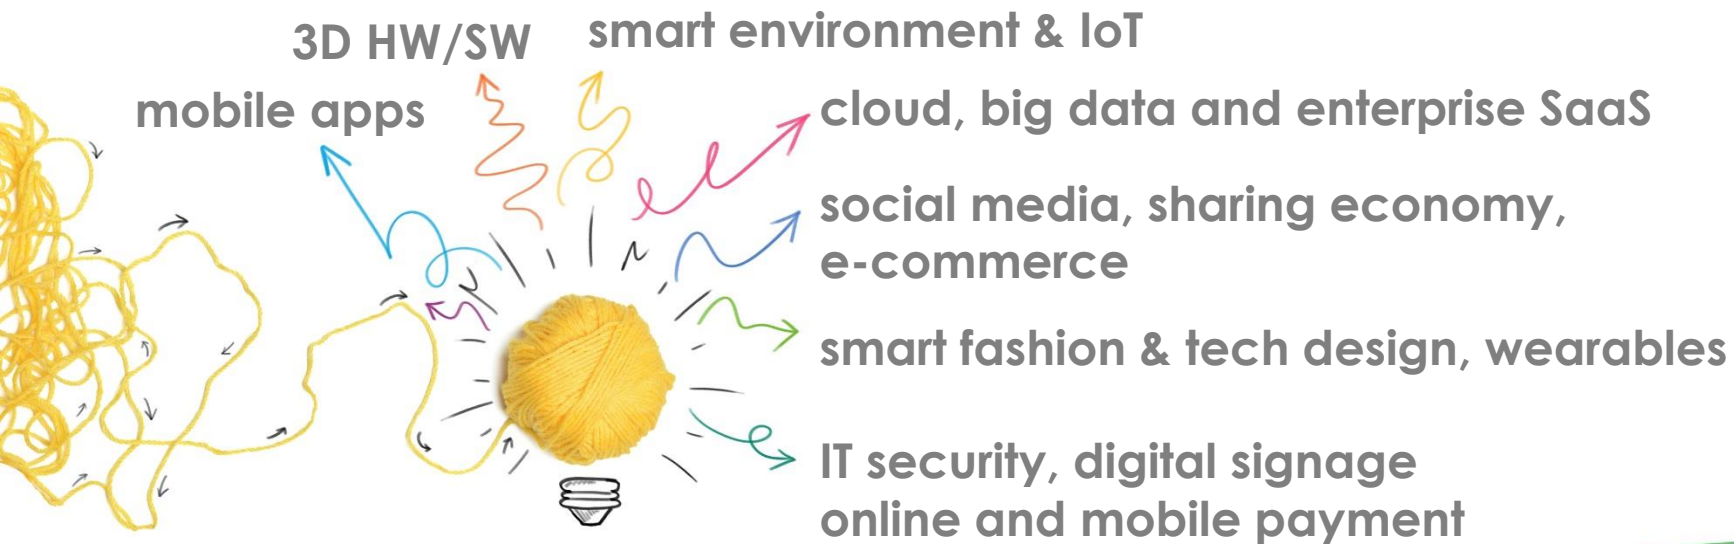 3D HW/SW
smart environment & IoT
mobile apps
cloud, big data and enterprise SaaS
social media, sharing economy,
e-commerce
smart fashion & tech design, wearables
IT security, digital signage
online and mobile payment